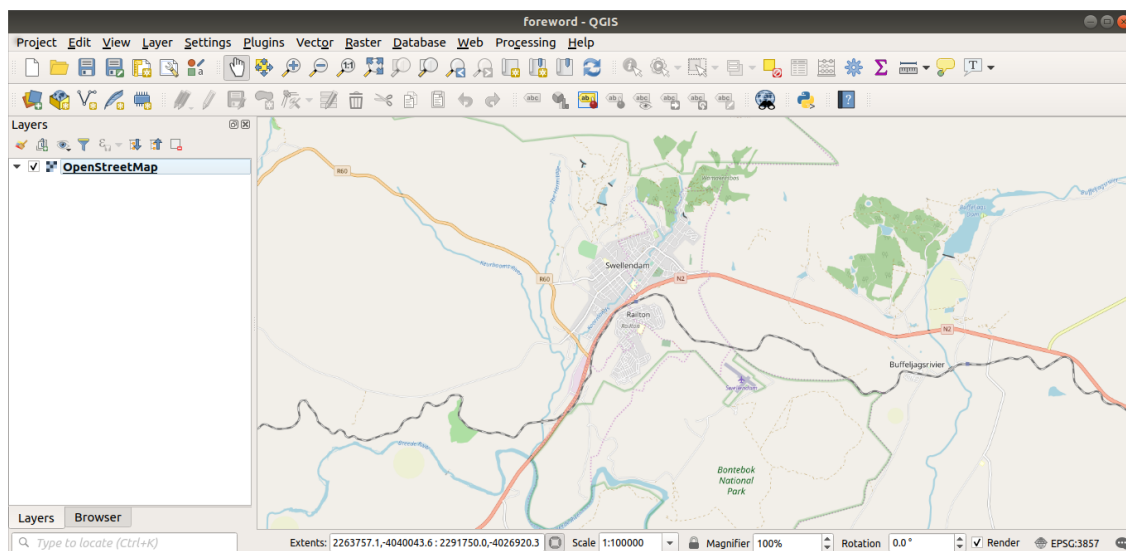 foreword - QGIS
Project Edit View Layer Settings Plugins Vector Raster Database Web Processing Help
Layers
OpenStreetMap
R60
R60
Swellendam
N2
Railton
Railton
N2
Buffeljagsrivier
Bontebok
National
Park
Layers Browser
Type to locate (Ctrl+K)
Extents: 2263757.1,-4040043.6 : 2291750.0,-4026920.3 Scale 1:100000 Magnifier 100% Rotation 0.0 ° Render EPSG:3857